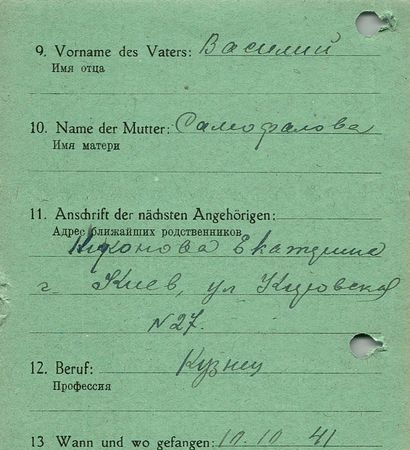 9. Vorname des Vaters: Василий
Имя отца
10. Name der Mutter: Самофалова
Имя матери
11. Anschrift der nächsten Angehörigen:
Адрес ближайших родственников
Екатерина
г. Киев, ул
№27.
12. Beruf: Кузнец
Профессия
13 Wann und wo gefangen: 10.10 41